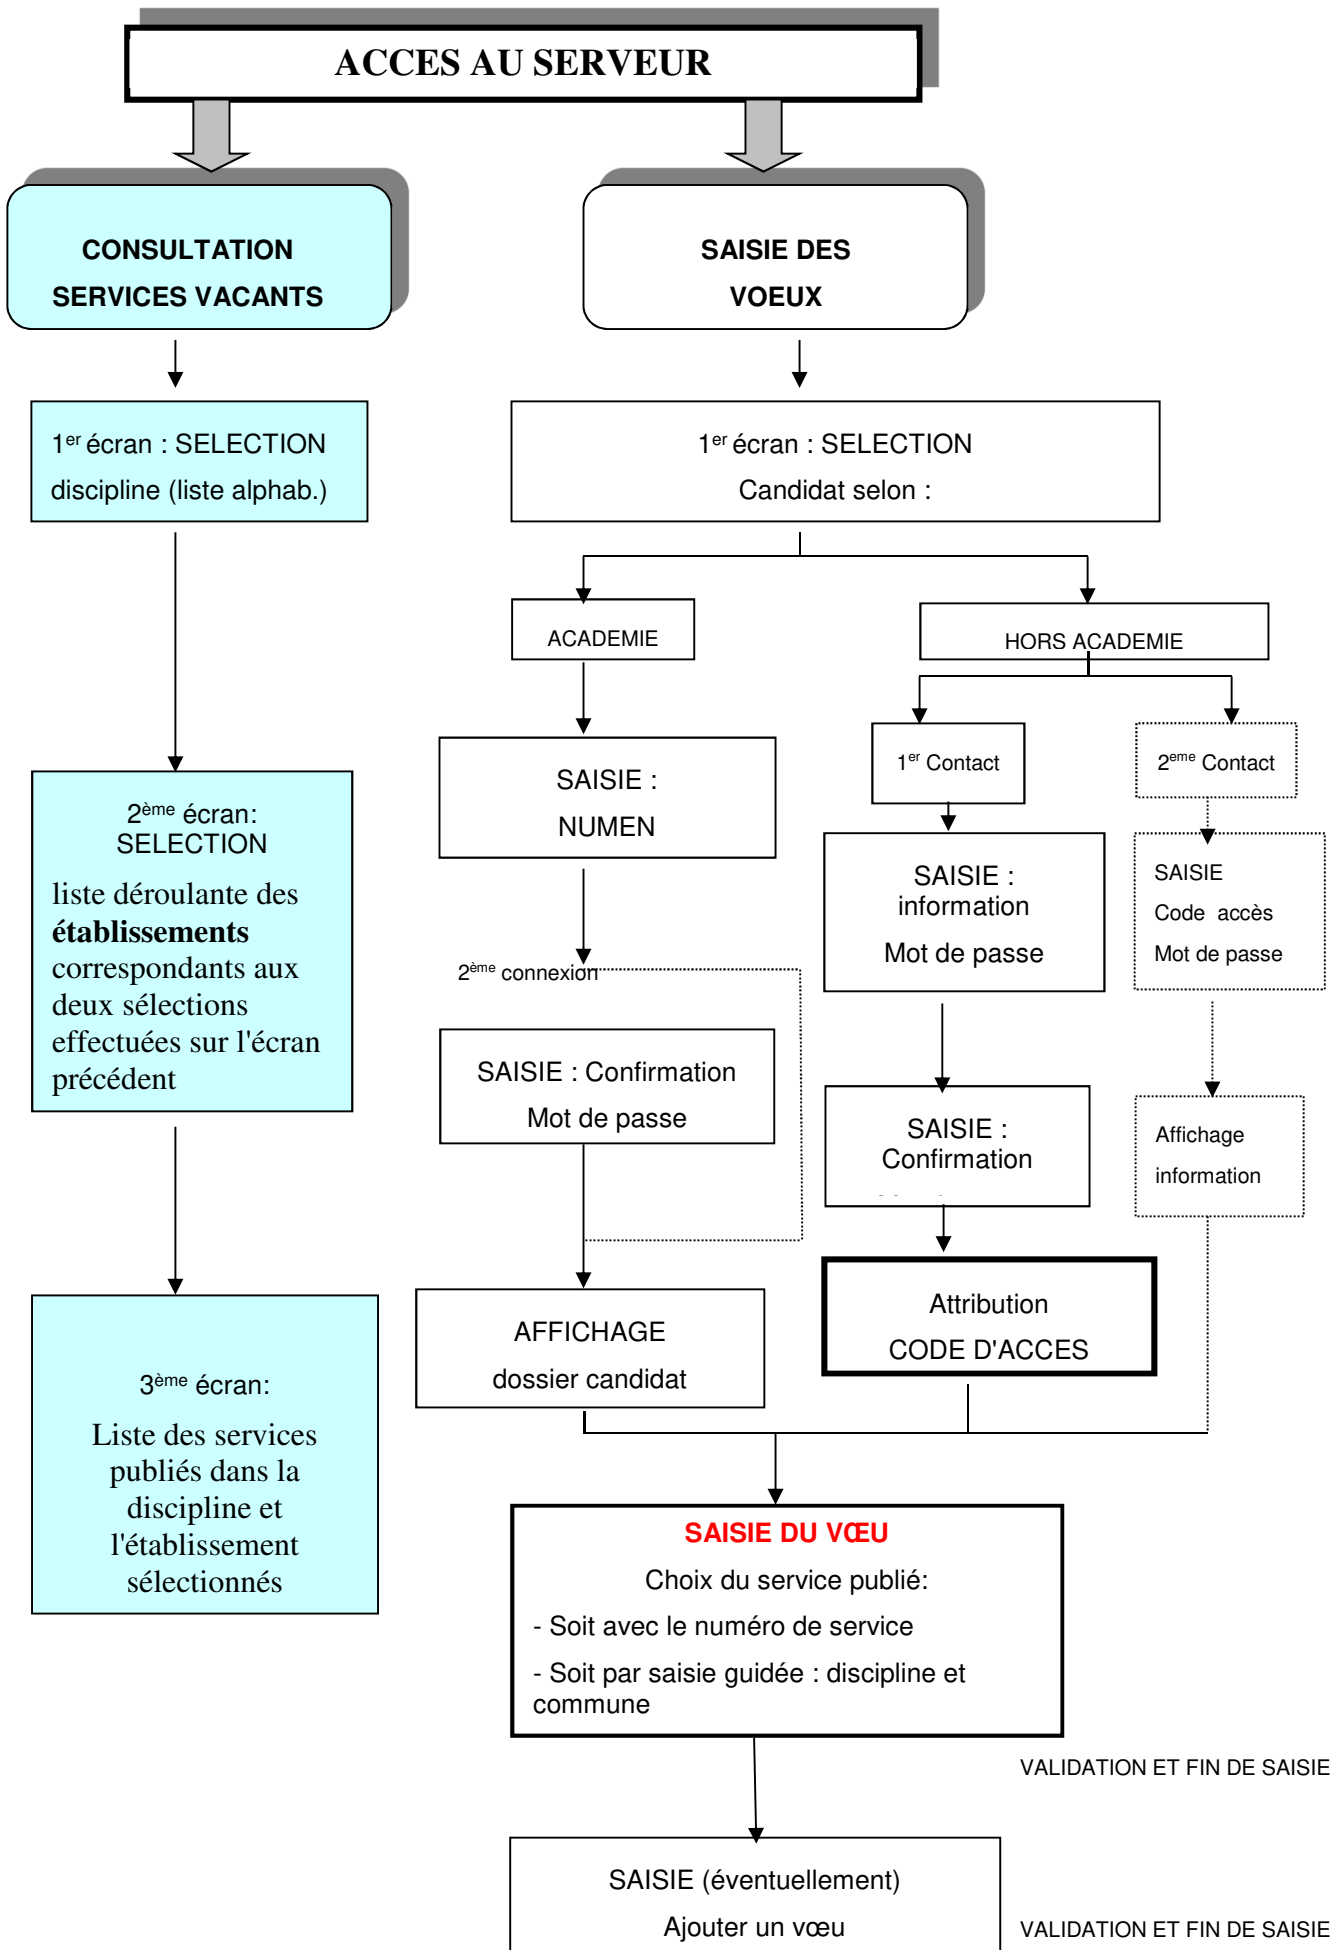 ACCES AU SERVEUR
CONSULTATION
SERVICES VACANTS
SAISIE DES
VOEUX
1er écran : SELECTION
discipline (liste alphab.)
1er écran : SELECTION
Candidat selon :
ACADEMIE
HORS ACADEMIE
SAISIE :
NUMEN
1er Contact
2eme Contact
2ème écran:
SELECTION
liste déroulante des
établissements
correspondants aux
deux sélections
effectuées sur l'écran
précédent
SAISIE :
information
Mot de passe
SAISIE
Code accès
Mot de passe
2ème connexion
SAISIE : Confirmation
Mot de passe
SAISIE :
Confirmation
Affichage
information
3ème écran:
Liste des services
publiés dans la
discipline et
l'établissement
sélectionnés
AFFICHAGE
dossier candidat
Attribution
CODE D'ACCES
SAISIE DU VŒU
Choix du service publié:
- Soit avec le numéro de service
- Soit par saisie guidée : discipline et
commune
VALIDATION ET FIN DE SAISIE
SAISIE (éventuellement)
Ajouter un vœu
VALIDATION ET FIN DE SAISIE